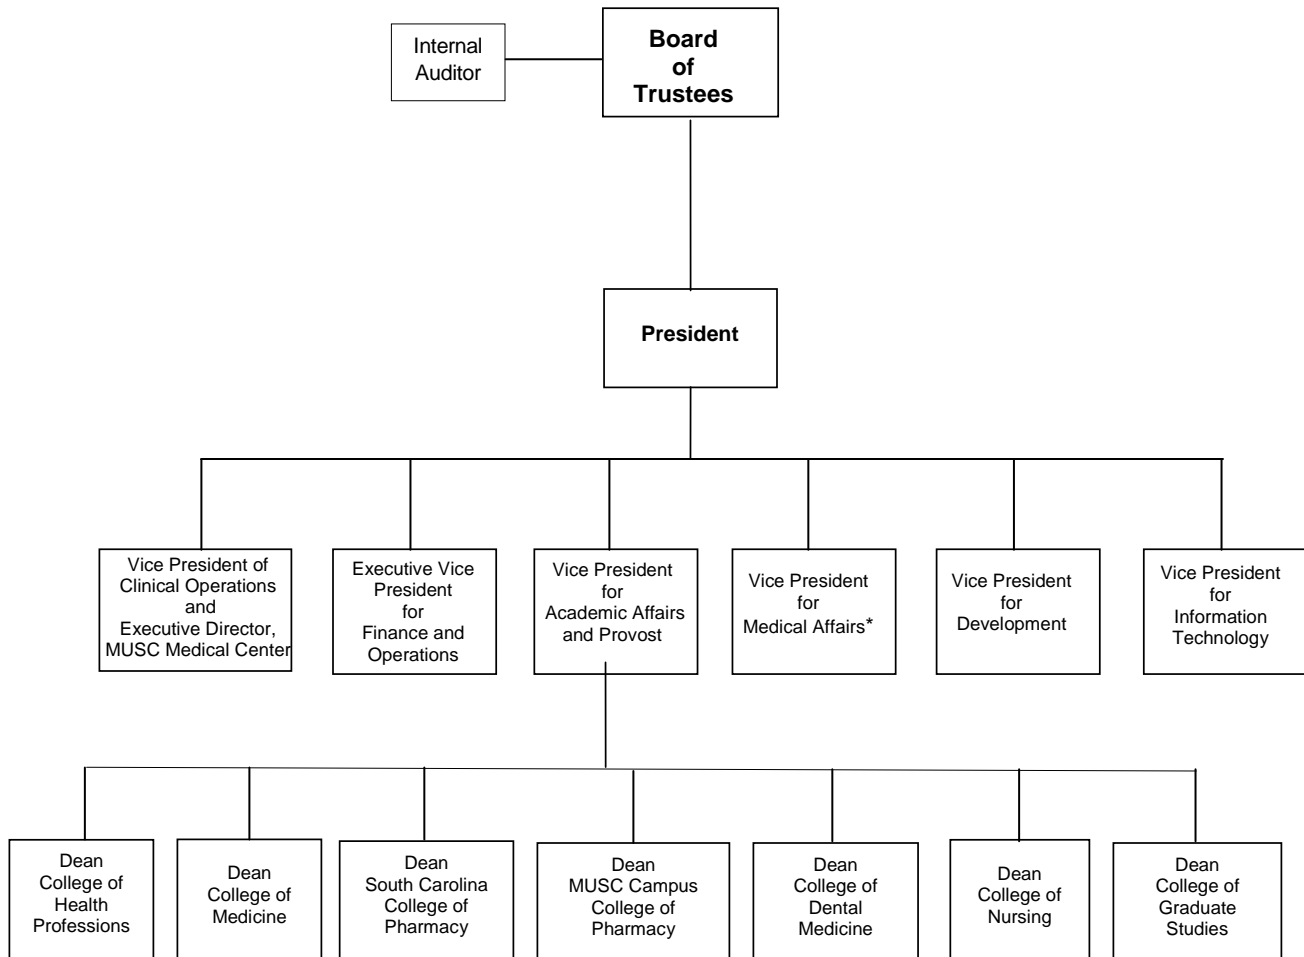 Internal
Auditor
Board
of
Trustees
President
Vice President of
Clinical Operations
and
Executive Director,
MUSC Medical Center
Executive Vice
President
for
Finance and
Operations
Vice President
for
Academic Affairs
and Provost
Vice President
for
Medical Affairs*
Vice President
for
Development
Vice President
for
Information
Technology
Dean
College of
Health
Professions
Dean
College of
Medicine
Dean
South Carolina
College of
Pharmacy
Dean
MUSC Campus
College of
Pharmacy
Dean
College of
Dental
Medicine
Dean
College of
Nursing
Dean
College of
Graduate
Studies